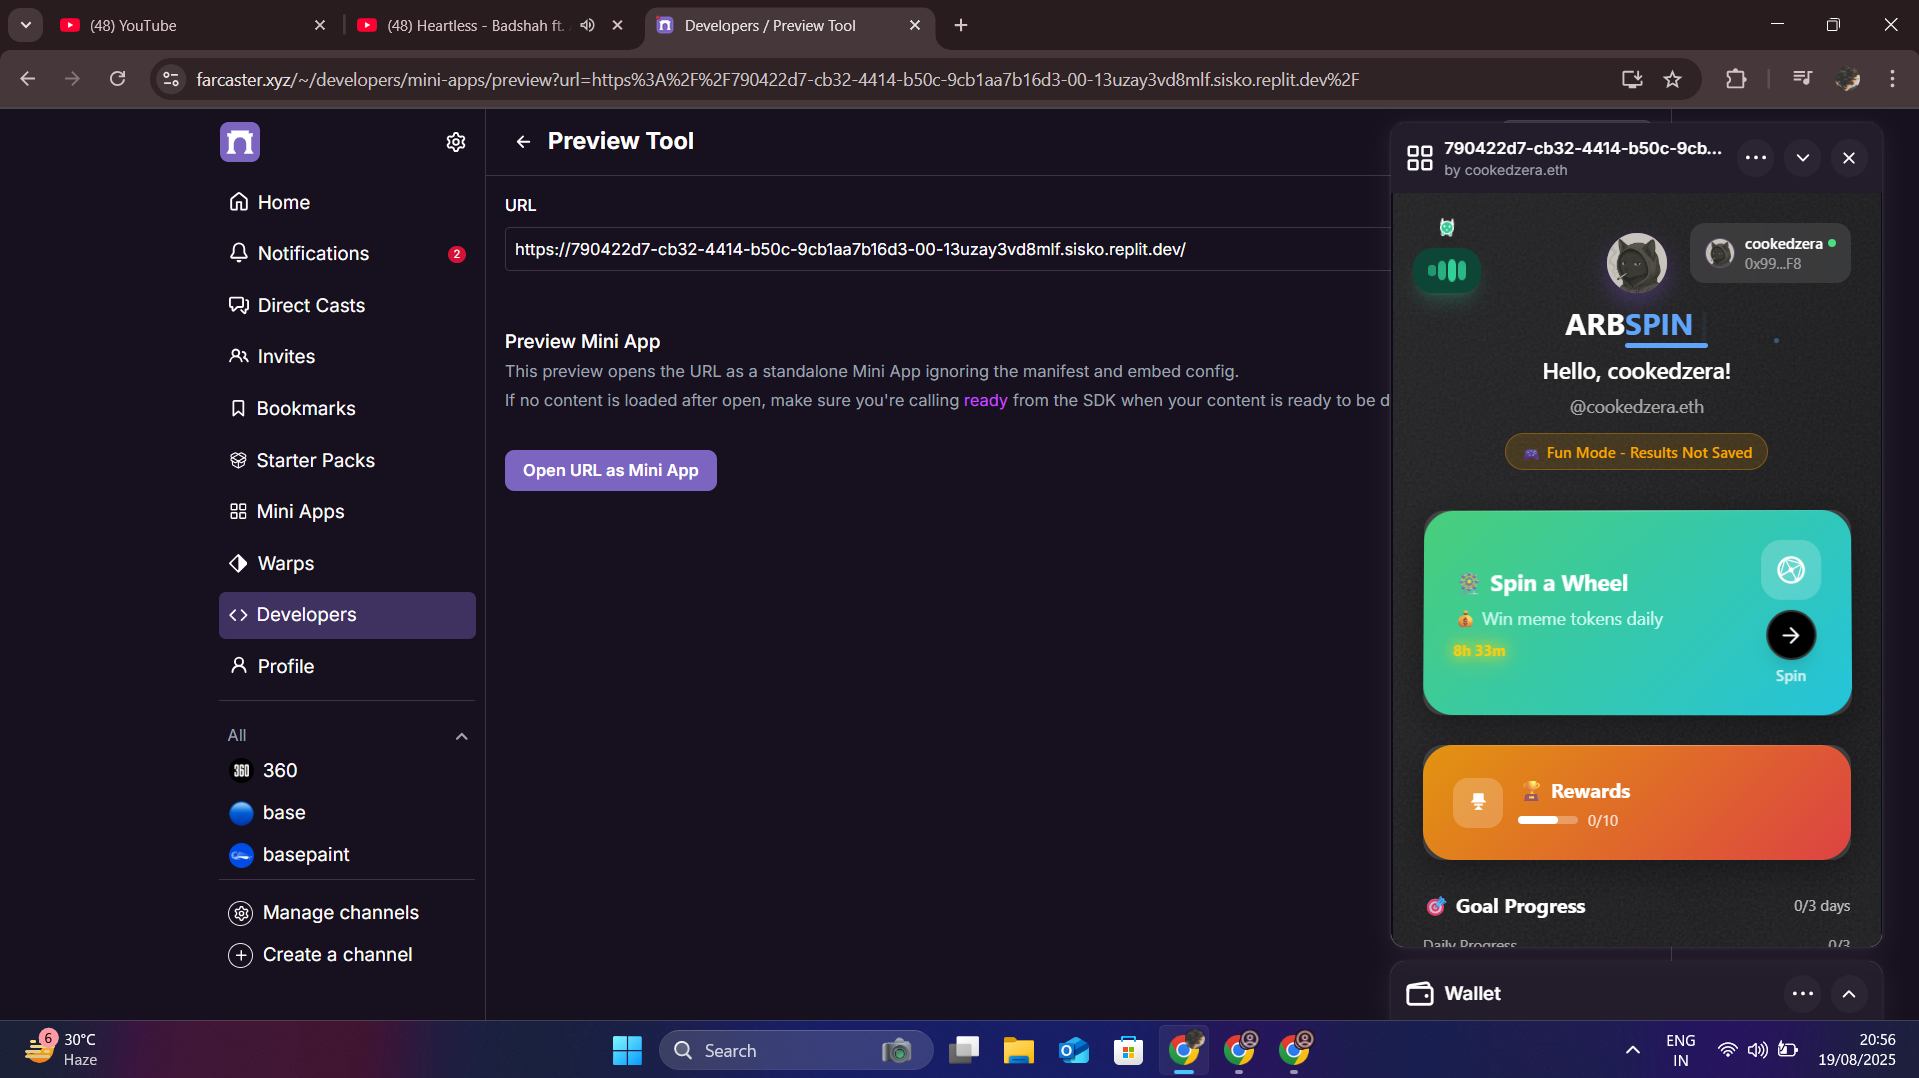 (48) YouTube
(48) Heartless - Badshah ft.
Developers / Preview Tool
farcaster.xyz/~/developers/mini-apps/preview?url=https%3A%2F%2F790422d7-cb32-4414-b50c-9cb1aa7b16d3-00-13uzay3vd8mlf.sisko.replit.dev%2F
Home
Notifications
2
Direct Casts
Invites
Bookmarks
Starter Packs
Mini Apps
Warps
Developers
Profile
All
360
360
base
basepaint
Manage channels
Create a channel
Preview Tool
URL
https://790422d7-cb32-4414-b50c-9cb1aa7b16d3-00-13uzay3vd8mlf.sisko.replit.dev/
Preview Mini App
This preview opens the URL as a standalone Mini App ignoring the manifest and embed config.
If no content is loaded after open, make sure you're calling ready from the SDK when your content is ready to be d
Open URL as Mini App
790422d7-cb32-4414-b50c-9cb...
by cookedzera.eth
cookedzera
0x99...F8
ARBSPIN
Hello, cookedzera!
@cookedzera.eth
Fun Mode - Results Not Saved
Spin a Wheel
Win meme tokens daily
8h 33m
Spin
Rewards
0/10
Goal Progress
0/3 days
Daily Progress
0/3
Wallet
6
30°C
Haze
Search
ENG
IN
20:56
19/08/2025